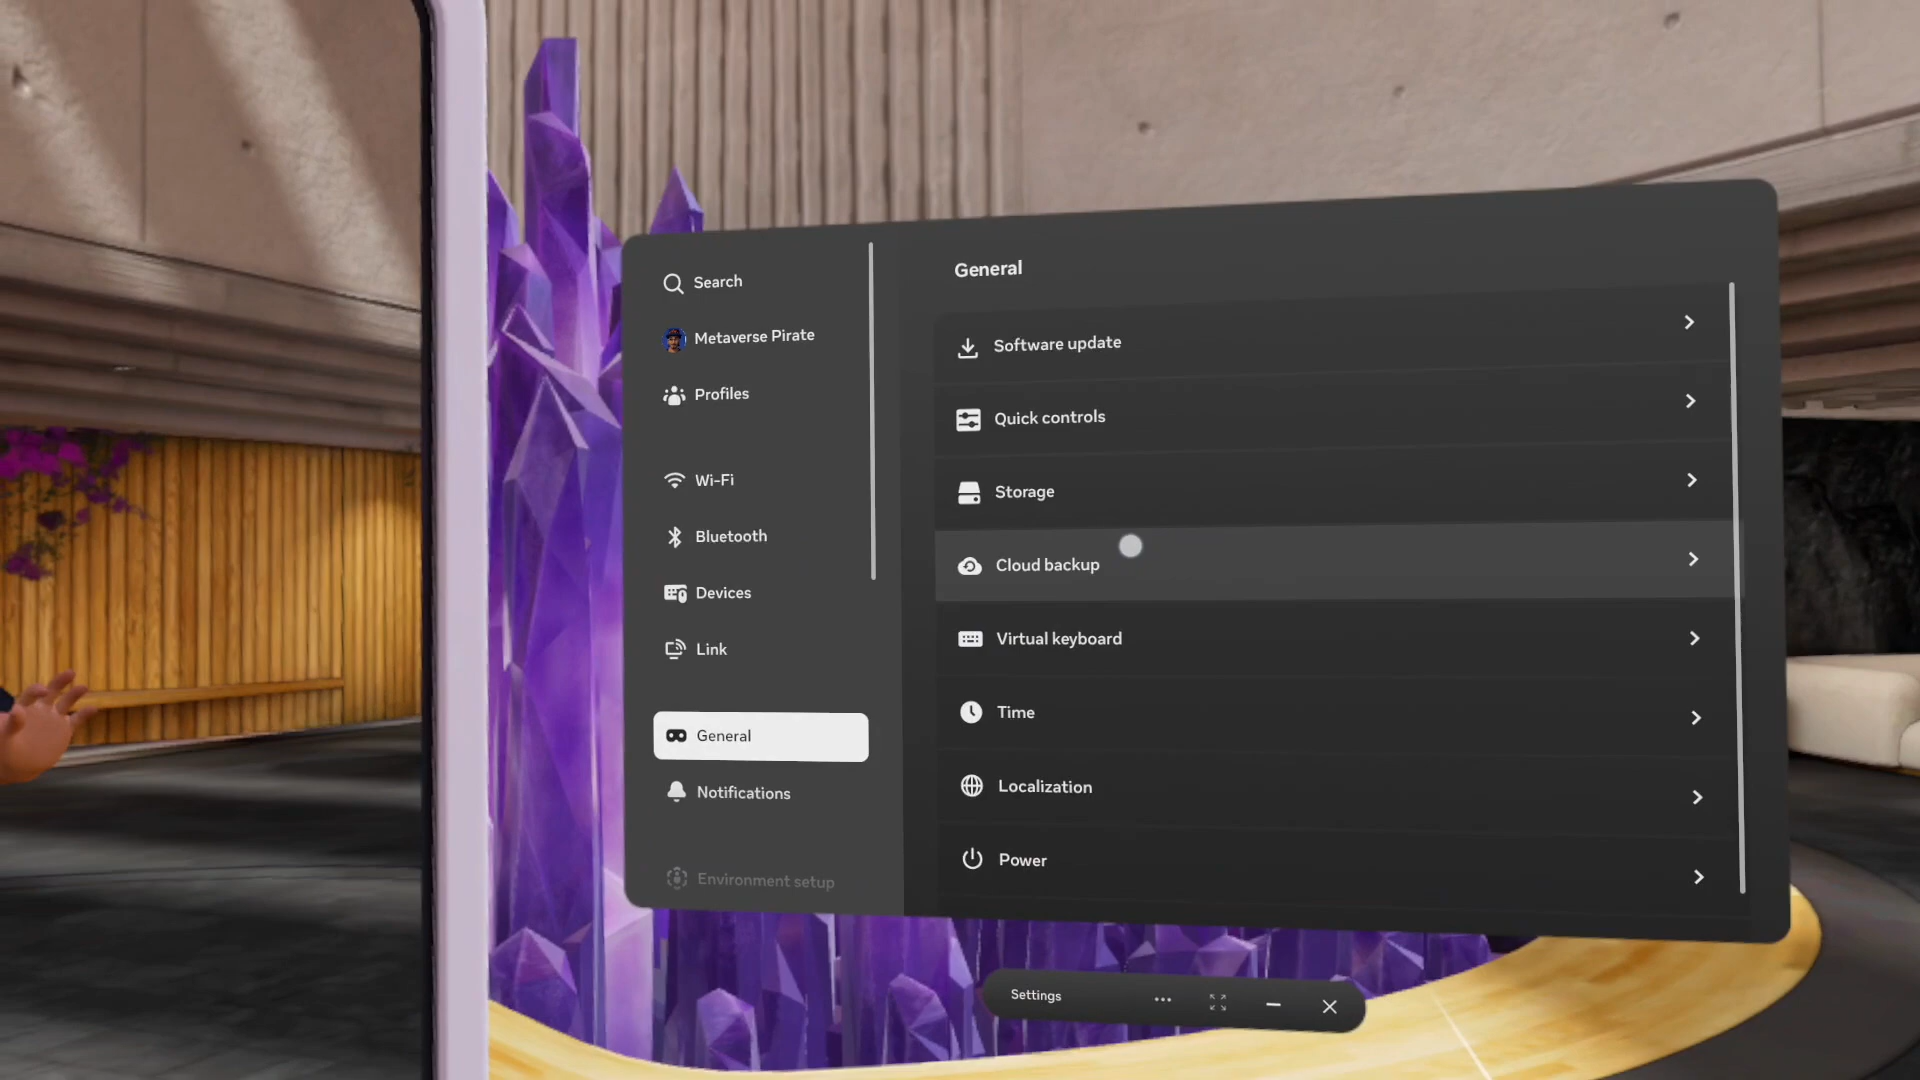 Search
Metaverse Pirate
Profiles
Wi-Fi
Bluetooth
Devices
Link
General
Notifications
Environment setup
General
Software update
Quick controls
Storage
Cloud backup
Virtual keyboard
Time
Localization
Power
Settings